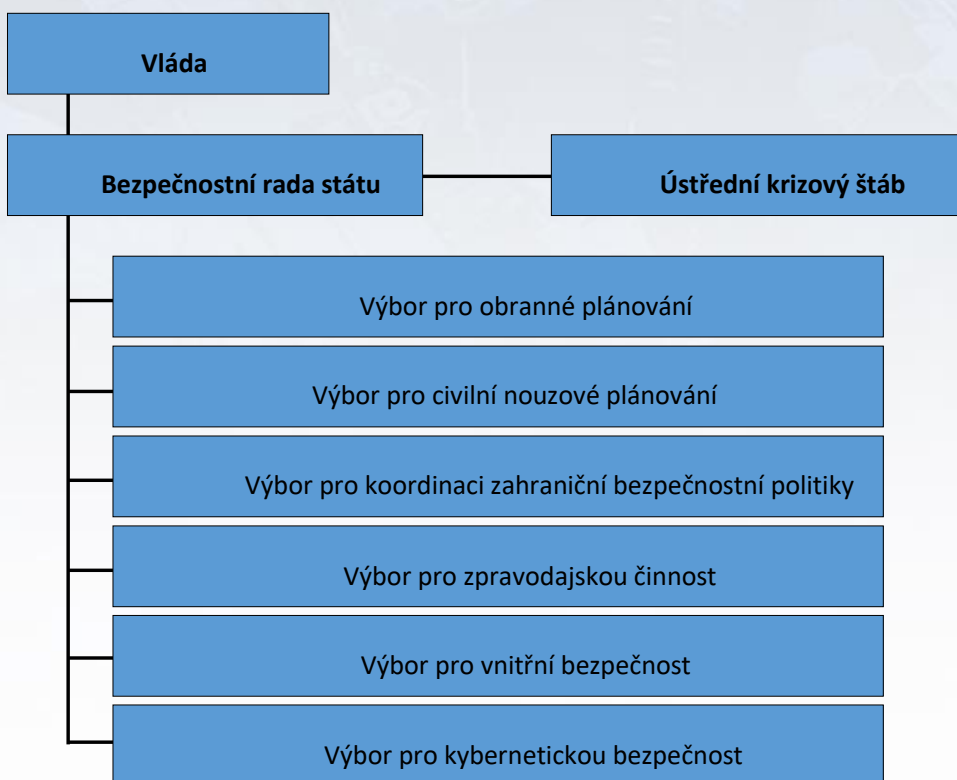 Vláda
Bezpečnostní rada státu
Ústřední krizový štáb
Výbor pro obranné plánování
Výbor pro civilní nouzové plánování
Výbor pro koordinaci zahraniční bezpečnostní politiky
Výbor pro zpravodajskou činnost
Výbor pro vnitřní bezpečnost
Výbor pro kybernetickou bezpečnost